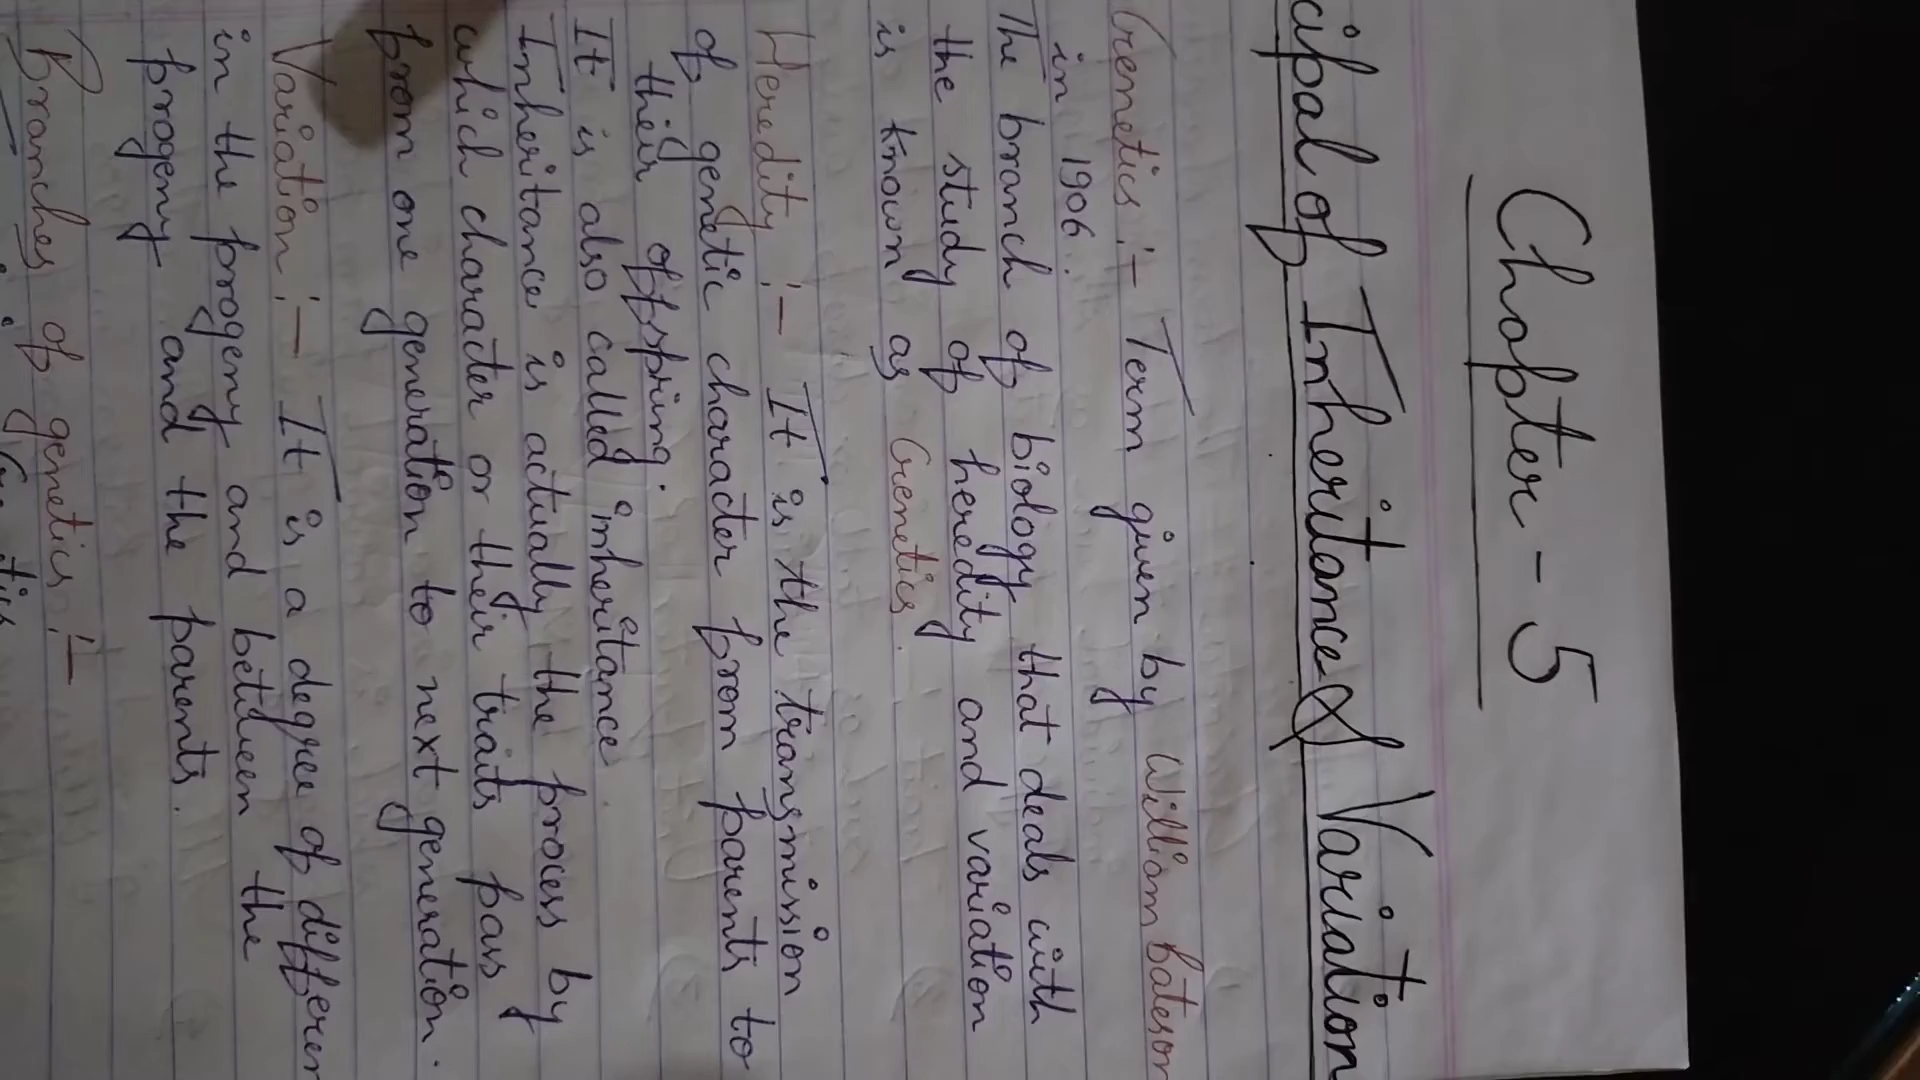 Chapter - 5
cipal of Inheritance & Variation
Genetics :- Term given by William bateson
in 1906.
The branch of biology that deals with
the study of heredity and variation
is known as Genetics.
Heredity :- It is the transmission
of genetic character from parents to
their offspring.
It is also called inheritance
Inheritance is actually the process by
which character or their traits pass
from one generation to next generation.
Variation :- It is a degree of differen
in the progeny and between the
progeny and the parents.
Branches of genetics :-